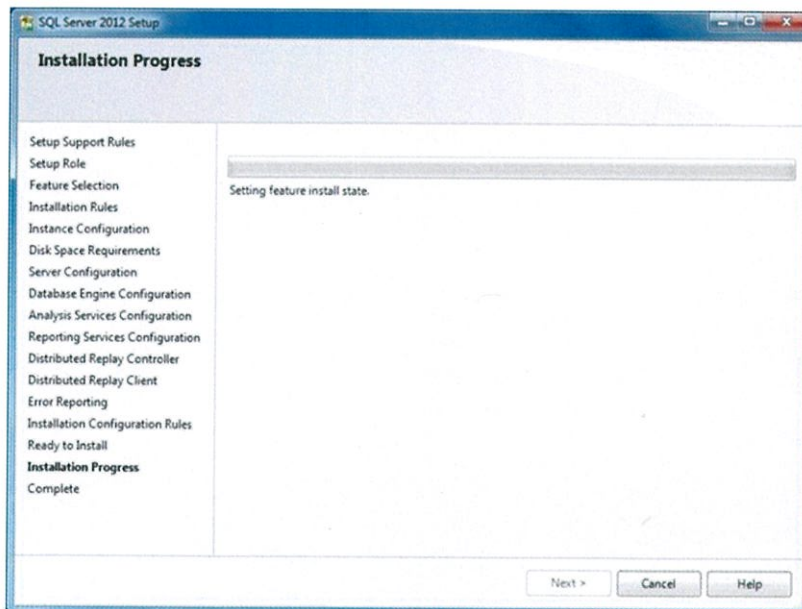 SQL Server 2012 Setup
Installation Progress
Setup Support Rules
Setup Role
Feature Selection
Installation Rules
Instance Configuration
Disk Space Requirements
Server Configuration
Database Engine Configuration
Analysis Services Configuration
Reporting Services Configuration
Distributed Replay Controller
Distributed Replay Client
Error Reporting
Installation Configuration Rules
Ready to Install
Installation Progress
Complete
Setting feature install state.
Next >
Cancel
Help